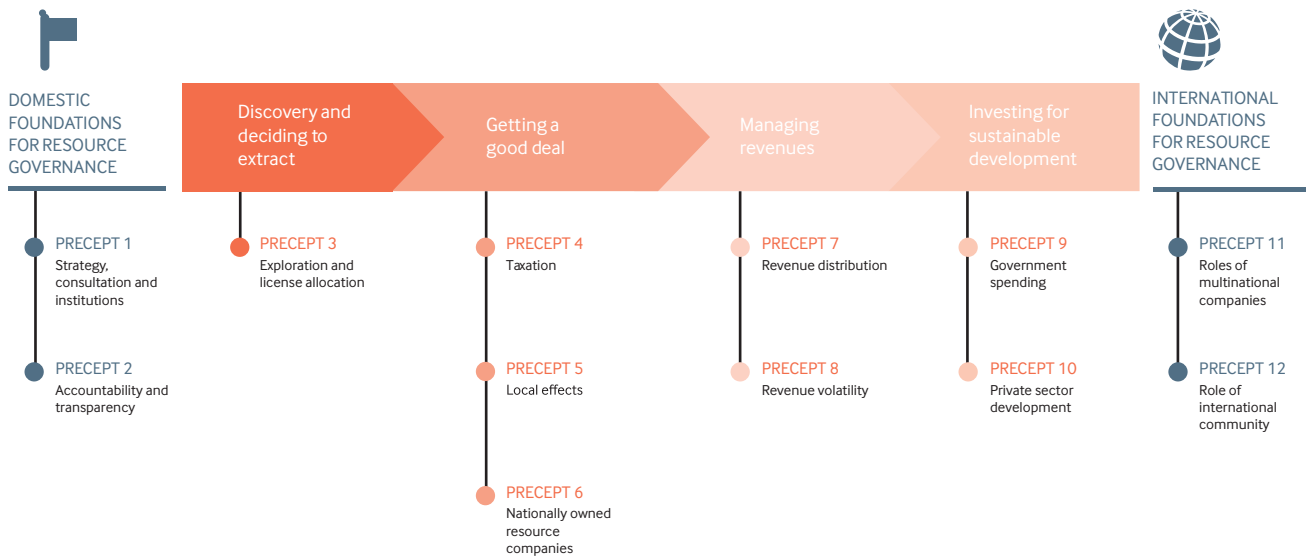 DOMESTIC
FOUNDATIONS
FOR RESOURCE
GOVERNANCE
PRECEPT 1
Strategy,
consultation and
institutions
PRECEPT 2
Accountability and
transparency
Discovery and
deciding to
extract
PRECEPT 3
Exploration and
license allocation
Getting a
good deal
PRECEPT 4
Taxation
PRECEPT 5
Local effects
PRECEPT 6
Nationally owned
resource
companies
Managing
revenues
PRECEPT 7
Revenue distribution
PRECEPT 8
Revenue volatility
Investing for
sustainable
development
PRECEPT 9
Government
spending
PRECEPT 10
Private sector
development
INTERNATIONAL
FOUNDATIONS
FOR RESOURCE
GOVERNANCE
PRECEPT 11
Roles of
multinational
companies
PRECEPT 12
Role of
international
community